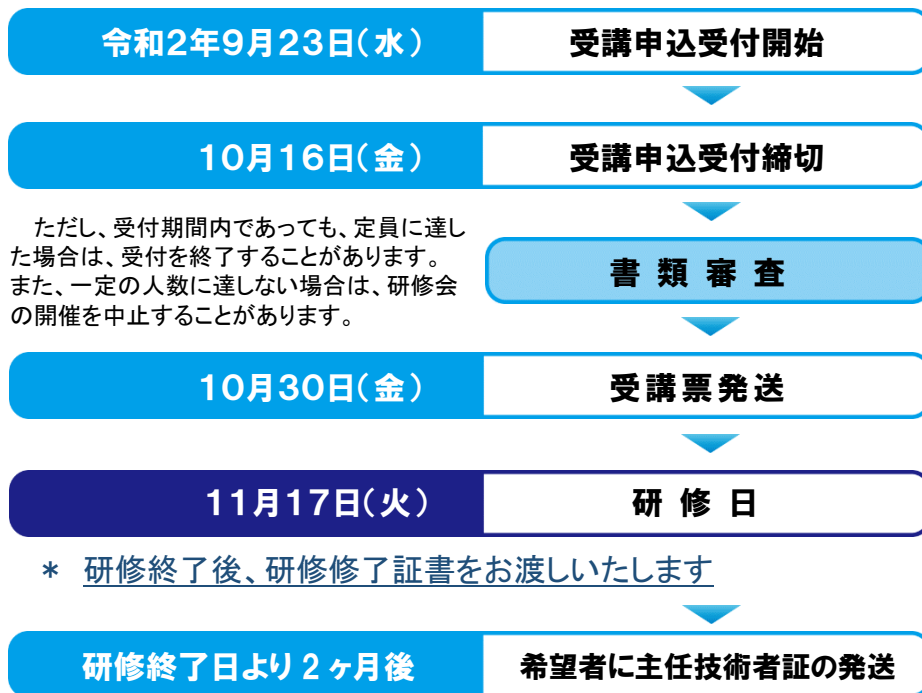 令和2年9月23日(水) 受講申込受付開始
10月16日(金) 受講申込受付締切
ただし、受付期間内であっても、定員に達し
た場合は、受付を終了することがあります。
また、一定の人数に達しない場合は、研修会
の開催を中止することがあります。
書類審査
10月30日(金) 受講票発送
11月17日(火) 研修日
* 研修終了後、研修修了証書をお渡しいたします
研修終了日より2ヶ月後 希望者に主任技術者証の発送